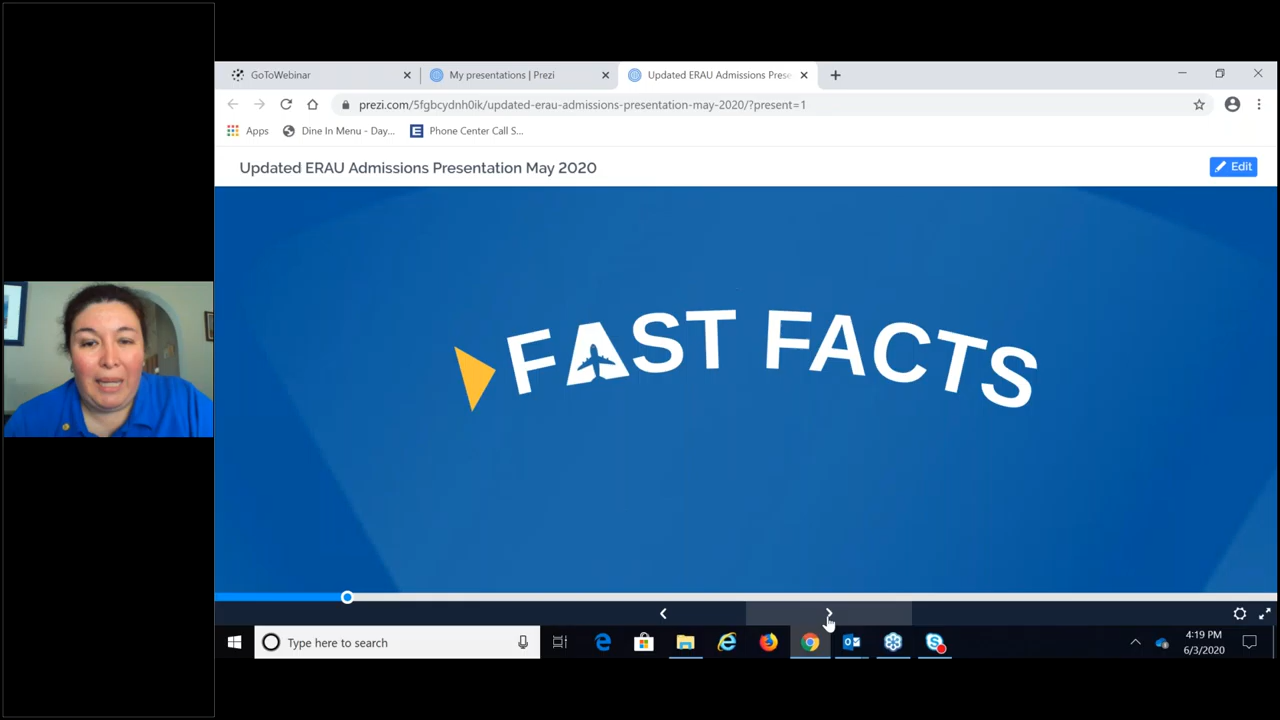 GoToWebinar
My presentations | Prezi
Updated ERAU Admissions Prese
prezi.com/5fgbcydnh0ik/updated-erau-admissions-presentation-may-2020/?present=1
Apps
Dine In Menu - Day...
Phone Center Call S...
Updated ERAU Admissions Presentation May 2020
Edit
FAST FACTS
Type here to search
4:19 PM
6/3/2020